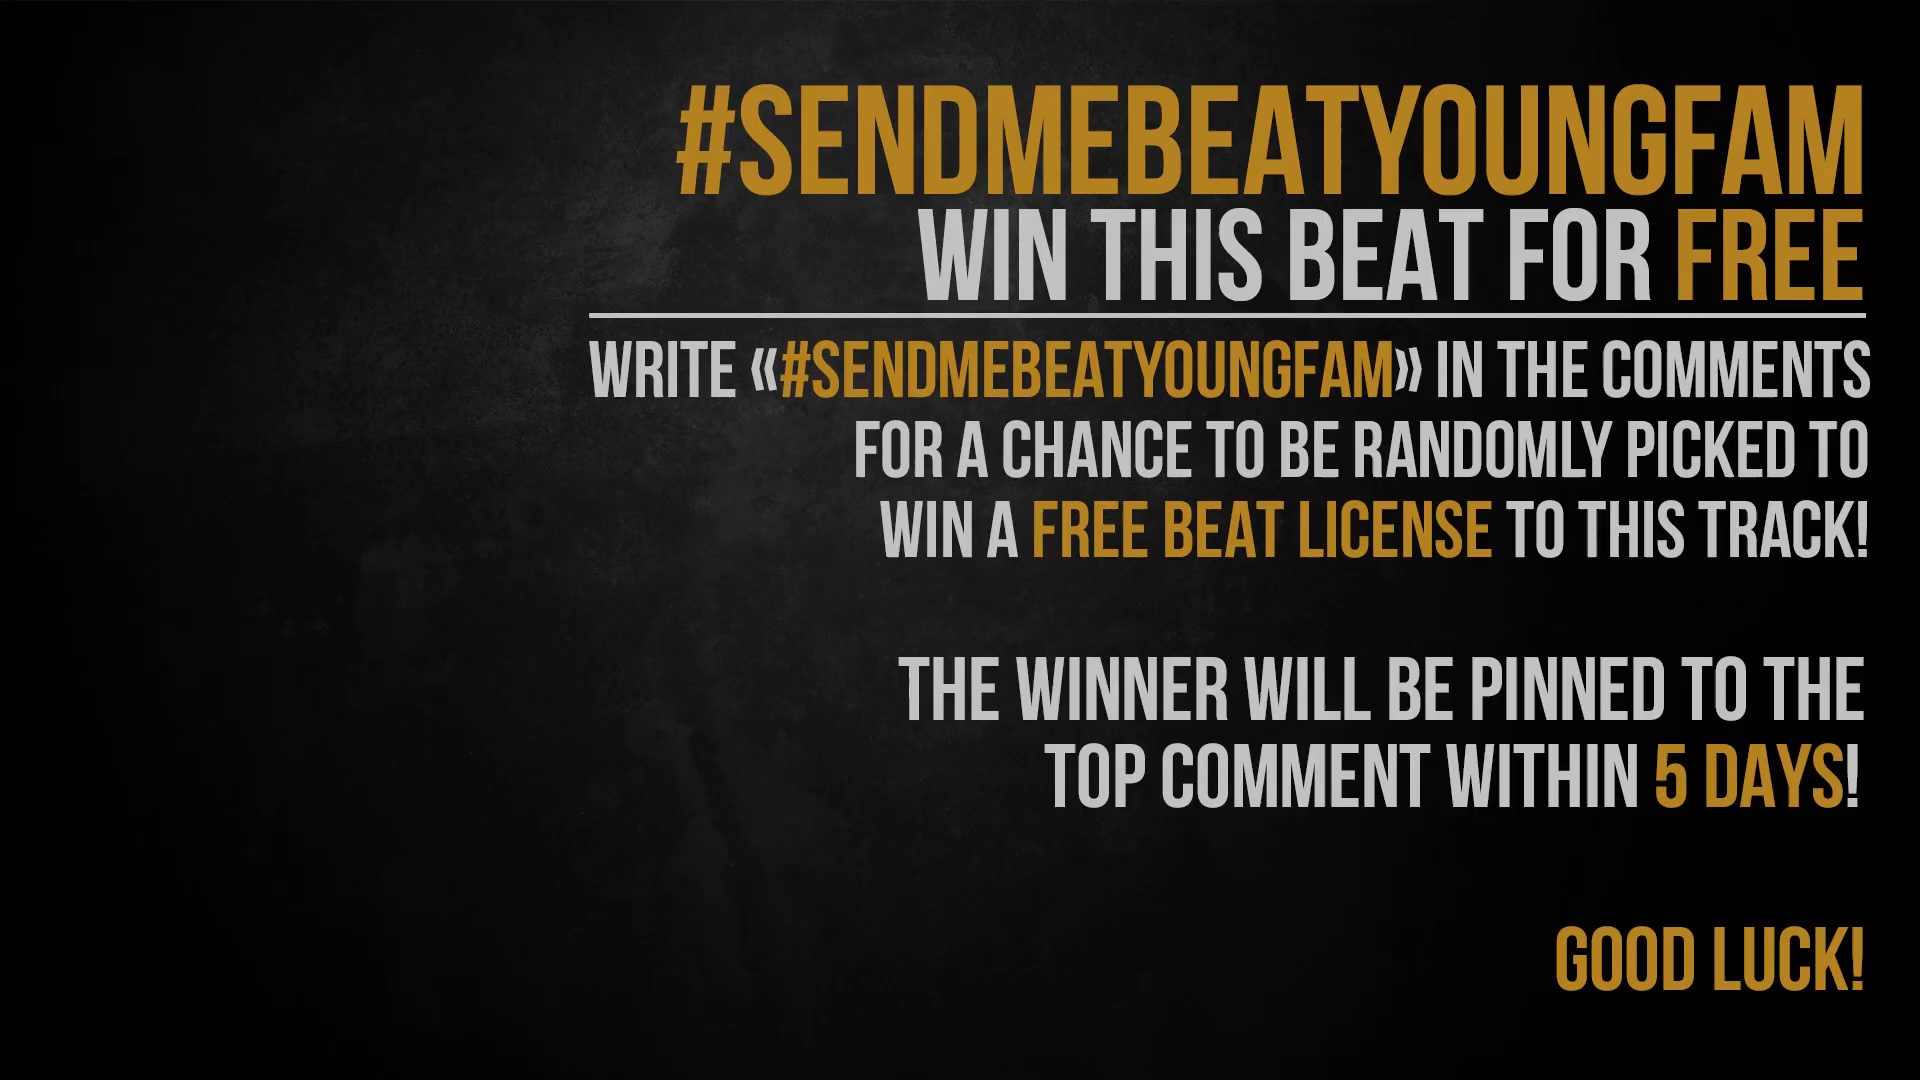 #SENDMEBEATYOUNGFAM
WIN THIS BEAT FOR FREE
WRITE «#SENDMEBEATYOUNGFAM» IN THE COMMENTS
FOR A CHANCE TO BE RANDOMLY PICKED TO
WIN A FREE BEAT LICENSE TO THIS TRACK!
THE WINNER WILL BE PINNED TO THE
TOP COMMENT WITHIN 5 DAYS!
GOOD LUCK!